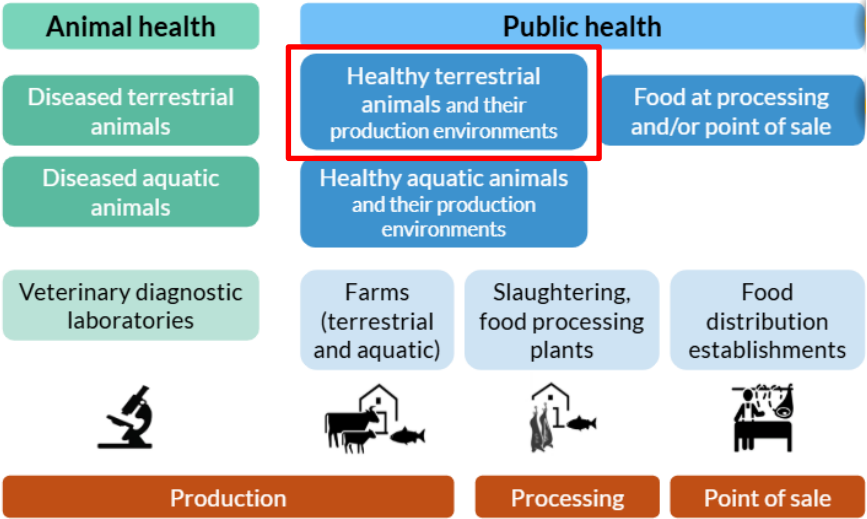 Animal health
Public health
Diseased terrestrial
animals
Healthy terrestrial
animals and their
production environments
Food at processing
and/or point of sale
Diseased aquatic
animals
Healthy aquatic animals
and their production
environments
Veterinary diagnostic
laboratories
Farms
(terrestrial
and aquatic)
Slaughtering,
food processing
plants
Food
distribution
establishments
Production
Processing
Point of sale